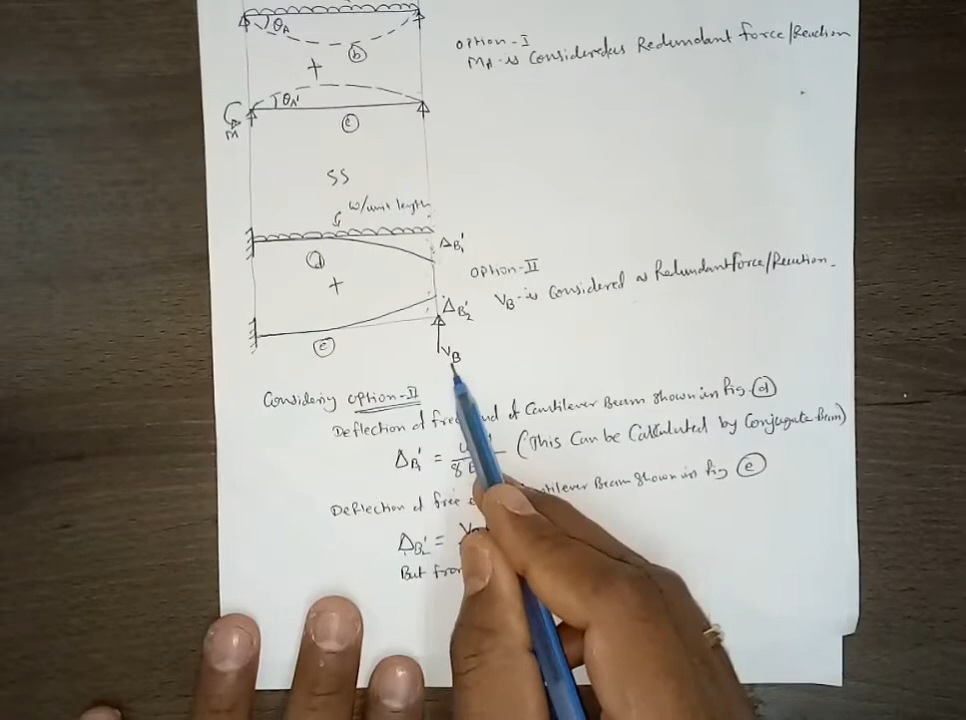 θA
b
Option-I
MA-is Considered as Redundant force/Reaction
θA'
M
c
SS
w/unit length
d
ΔB1'
Option-II
VB-is Considered as Redundant force/Reaction.
ΔB2'
e
VB
Considering option-II
Deflection of free end of Cantilever Beam shown in fig. d
ΔB1' = (This Can be Calculated by Conjugate Beam)
Deflection of free Beam shown in fig e
ΔB2' =
But from